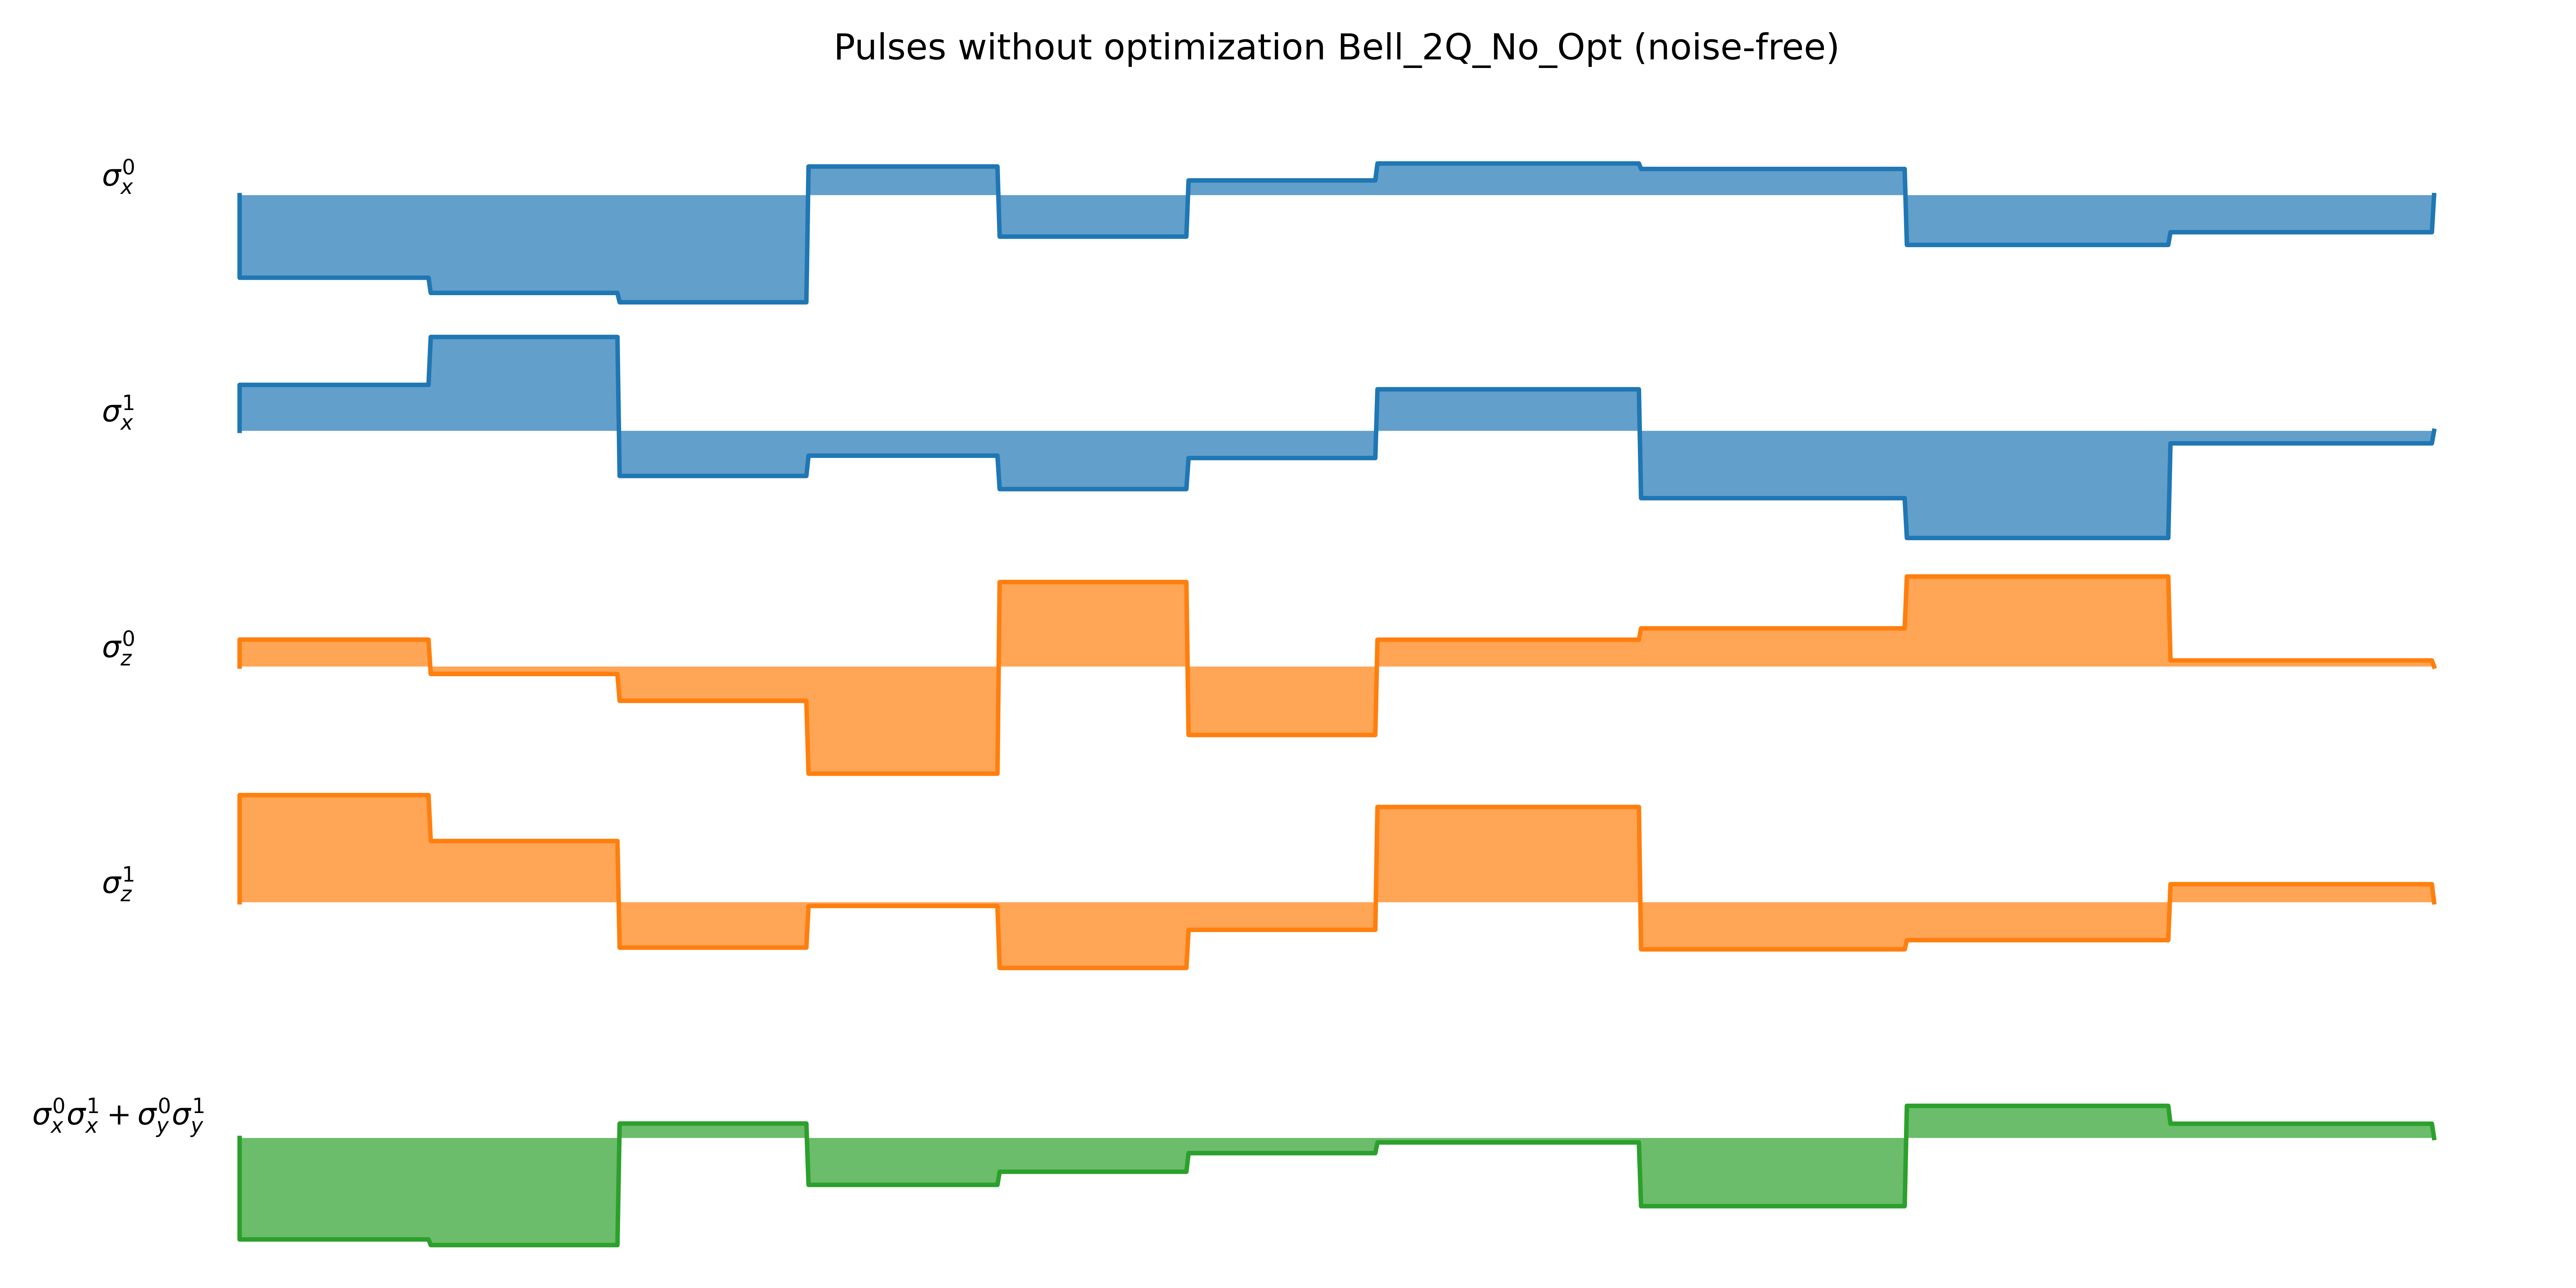 Pulses without optimization Bell_2Q_No_Opt (noise-free)
σ_x^0
σ_x^1
σ_z^0
σ_z^1
σ_x^0σ_x^1 + σ_y^0σ_y^1